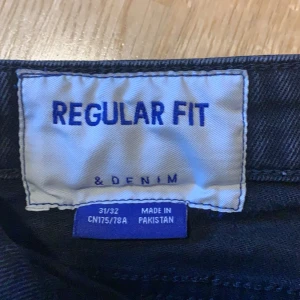 REGULAR FIT
& DENIM
31/32
CN175/78A
MADE IN
PAKISTAN